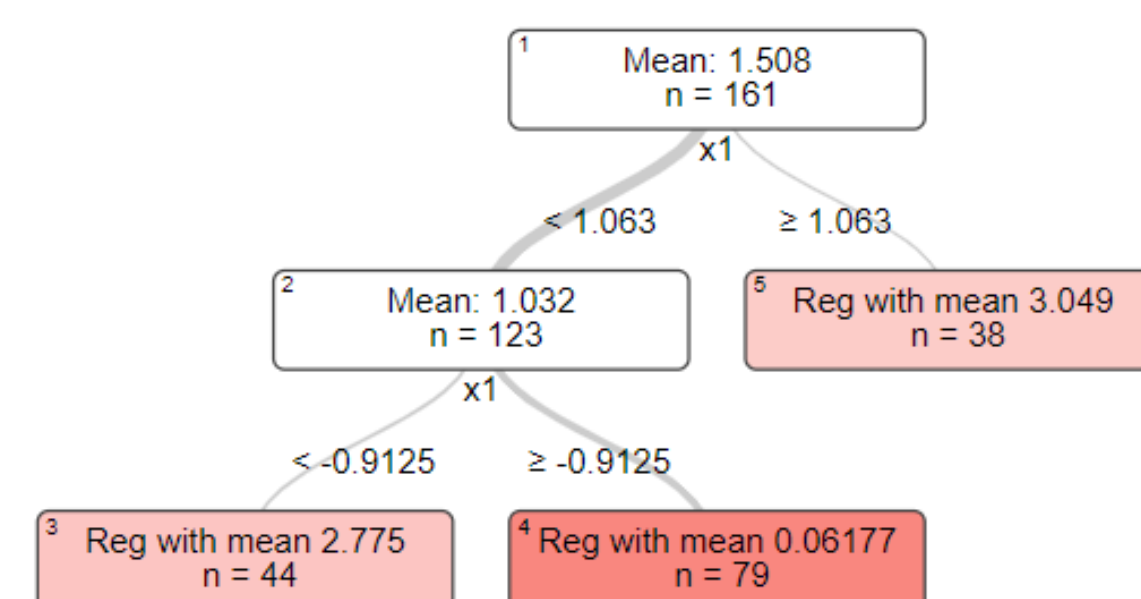 1
Mean: 1.508
n = 161
x1
< 1.063
≥ 1.063
2
Mean: 1.032
n = 123
5
Reg with mean 3.049
n = 38
x1
< -0.9125
≥ -0.9125
3
Reg with mean 2.775
n = 44
4
Reg with mean 0.06177
n = 79